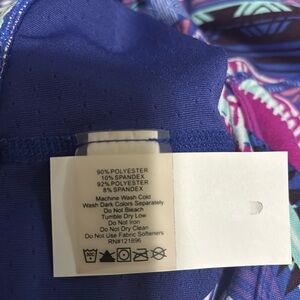 90% POLYESTER
10% SPANDEX
92% POLYESTER
8% SPANDEX
Machine Wash Cold
Wash Dark Colors Separately.
Do Not Bleach
Tumble Dry Low
Do Not Iron
Do Not Dry Clean
Do Not Use Fabric Softeners
RN#121896